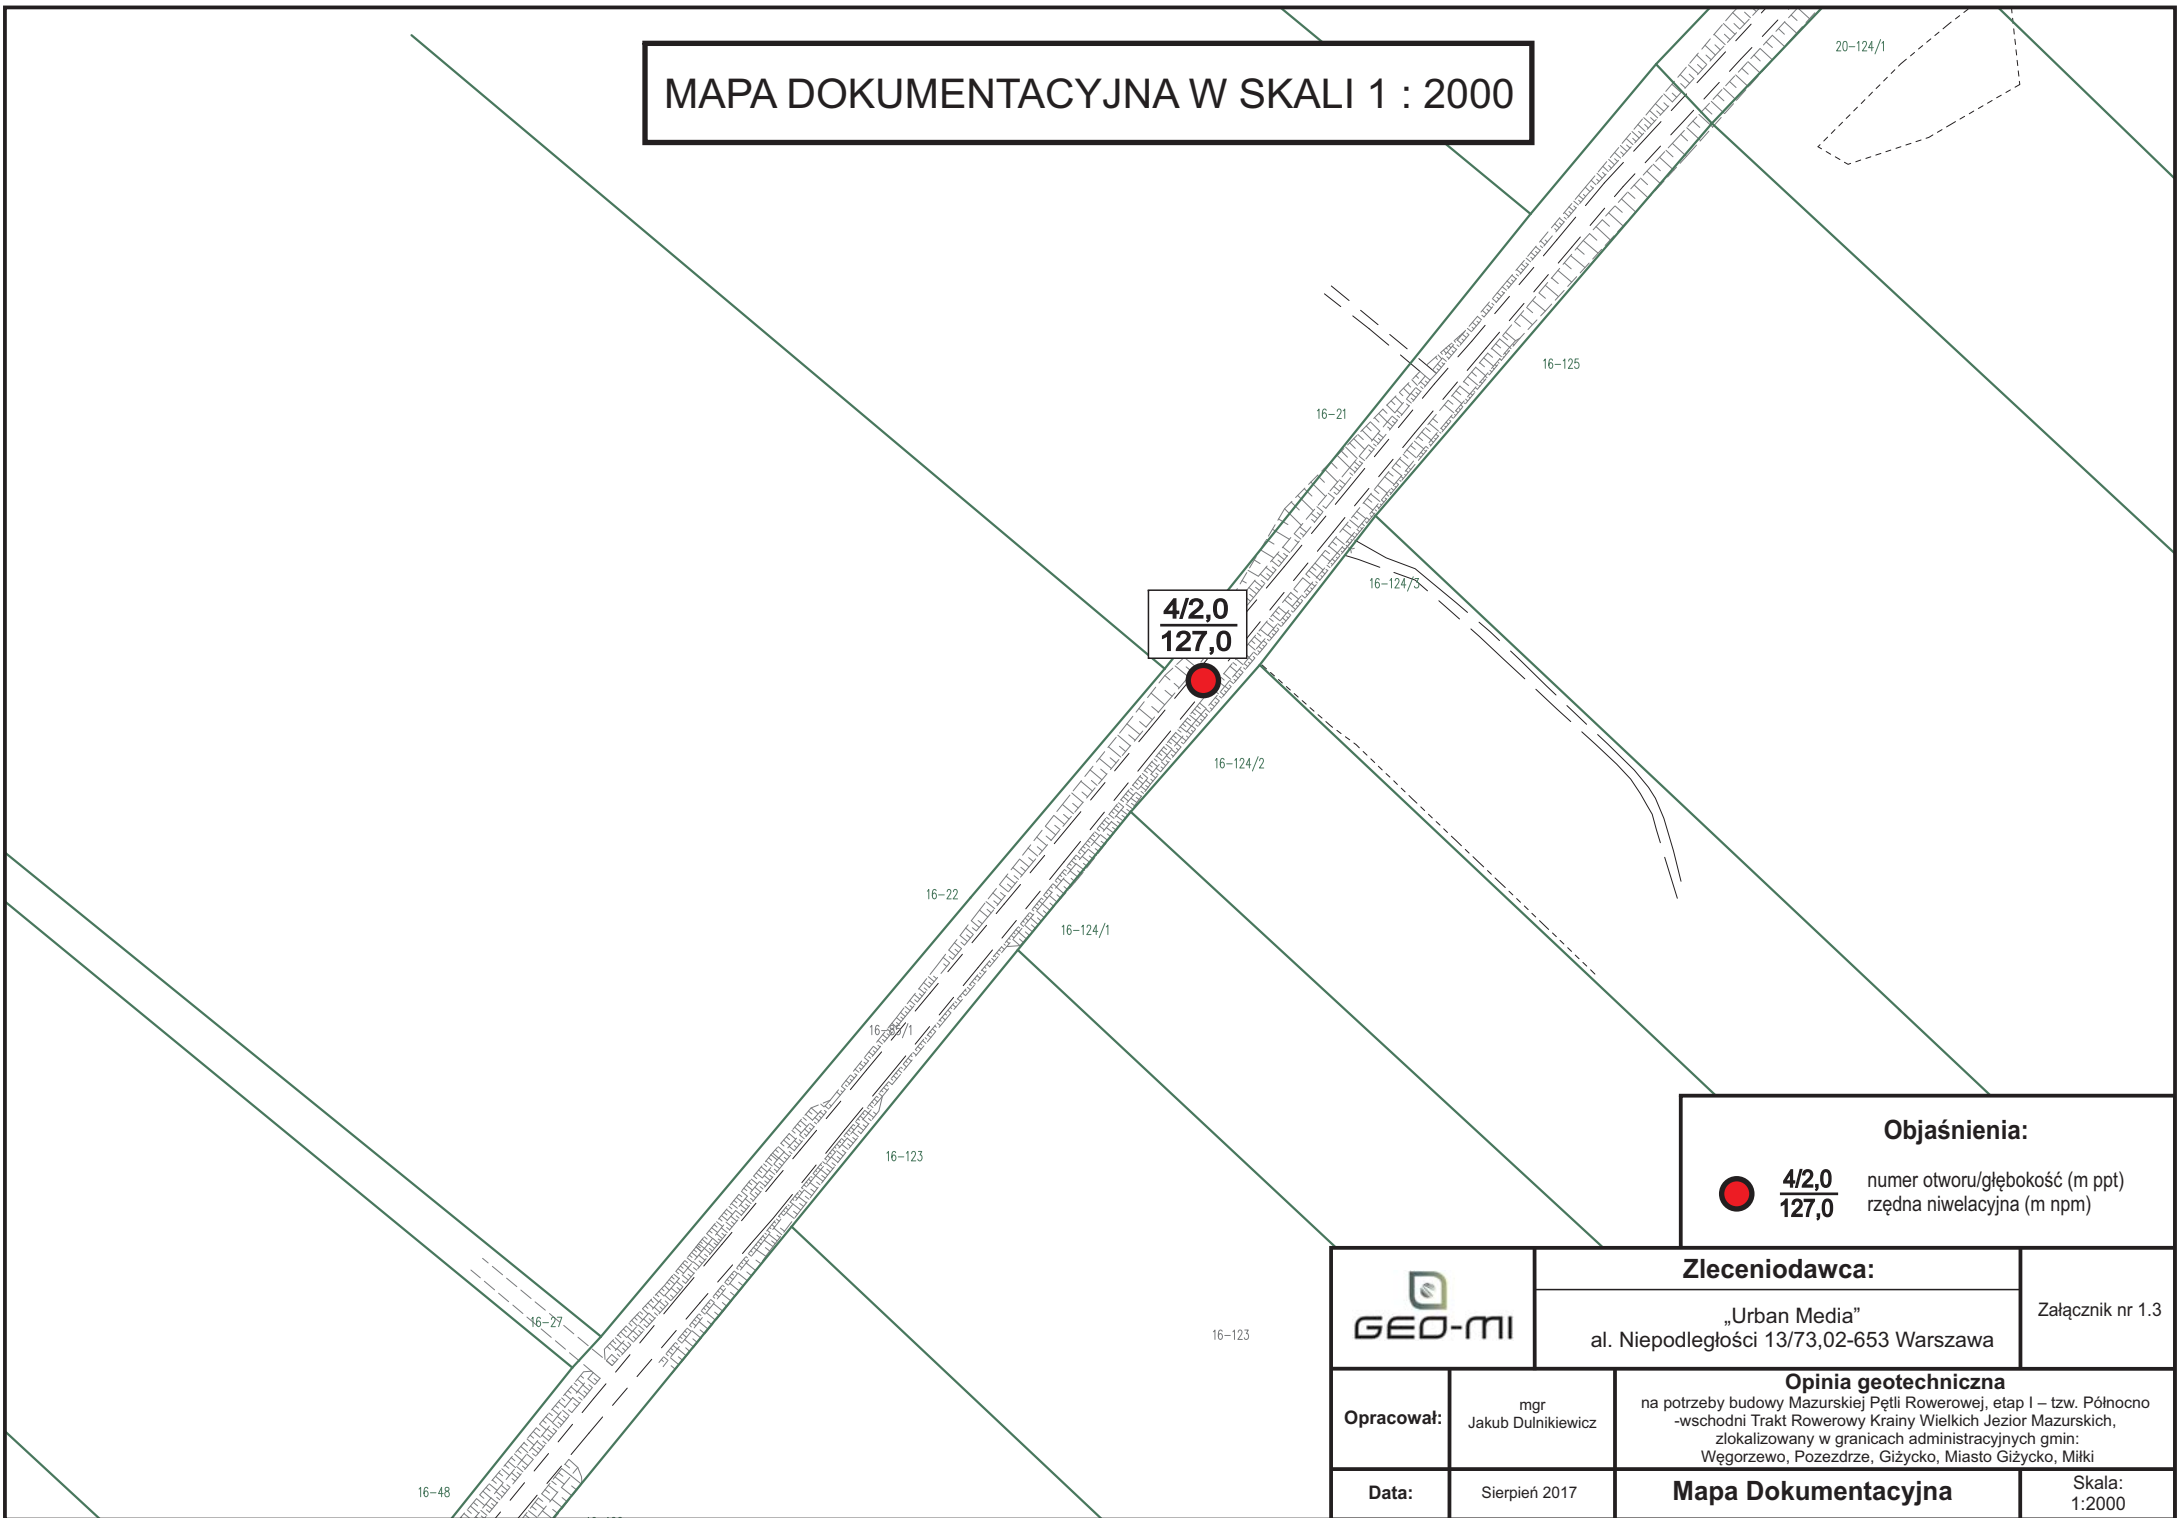 MAPA DOKUMENTACYJNA W SKALI 1 : 2000
20-124/1
16-125
16-21
16-124/3
4/2,0
127,0
16-124/2
16-22
16-124/1
16-85/1
16-123
16-27
16-123
16-48
Objaśnienia:
4/2,0 numer otworu/głębokość (m ppt)
127,0 rzędna niwelacyjna (m npm)
GEO-MI
Zleceniodawca:
„Urban Media”
al. Niepodległości 13/73,02-653 Warszawa
Załącznik nr 1.3
Opracował:
mgr
Jakub Dulnikiewicz
Opinia geotechniczna
na potrzeby budowy Mazurskiej Pętli Rowerowej, etap I – tzw. Północno
-wschodni Trakt Rowerowy Krainy Wielkich Jezior Mazurskich,
zlokalizowany w granicach administracyjnych gmin:
Węgorzewo, Pozezdrze, Giżycko, Miasto Giżycko, Miłki
Data:
Sierpień 2017
Mapa Dokumentacyjna
Skala:
1:2000